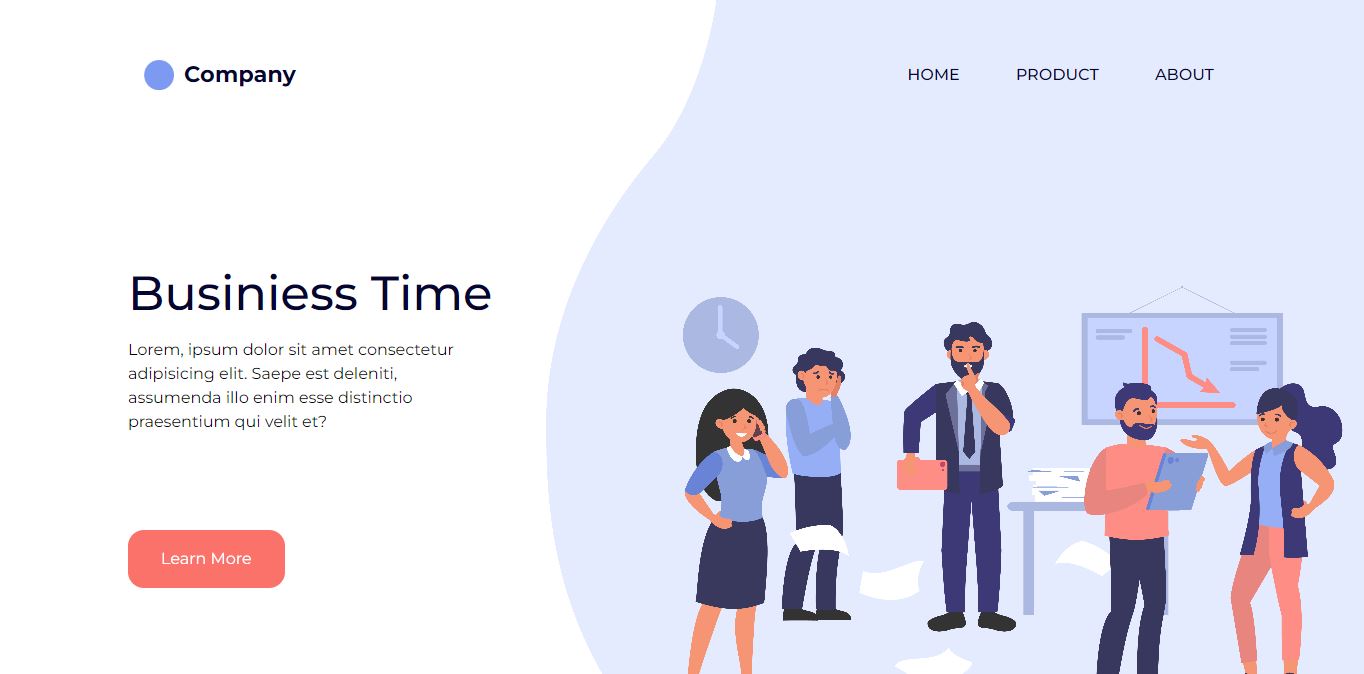 Company
HOME PRODUCT ABOUT
Businiess Time
Lorem, ipsum dolor sit amet consectetur
adipisicing elit. Saepe est deleniti,
assumenda illo enim esse distinctio
praesentium qui velit et?
Learn More